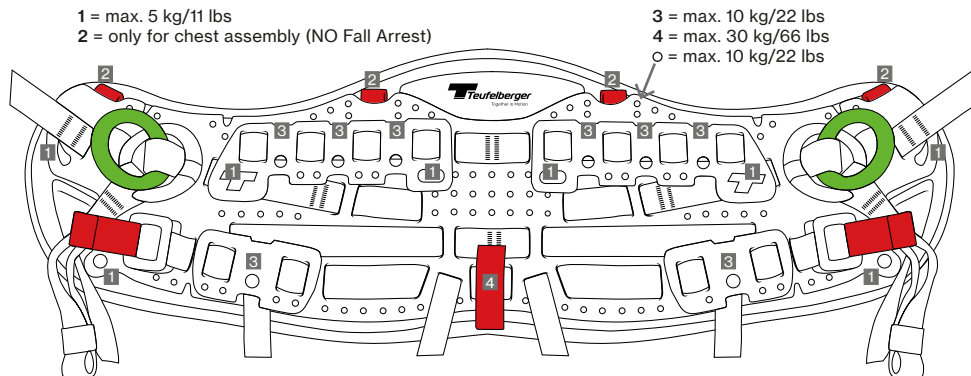 1 = max. 5 kg/11 lbs
2 = only for chest assembly (NO Fall Arrest)
3 = max. 10 kg/22 lbs
4 = max. 30 kg/66 lbs
○ = max. 10 kg/22 lbs
2 2 2 2
Teufelberger
Together in Motion
3 3 3 3 3 3
1 1
1 1 1 1
3 3
1 4 1